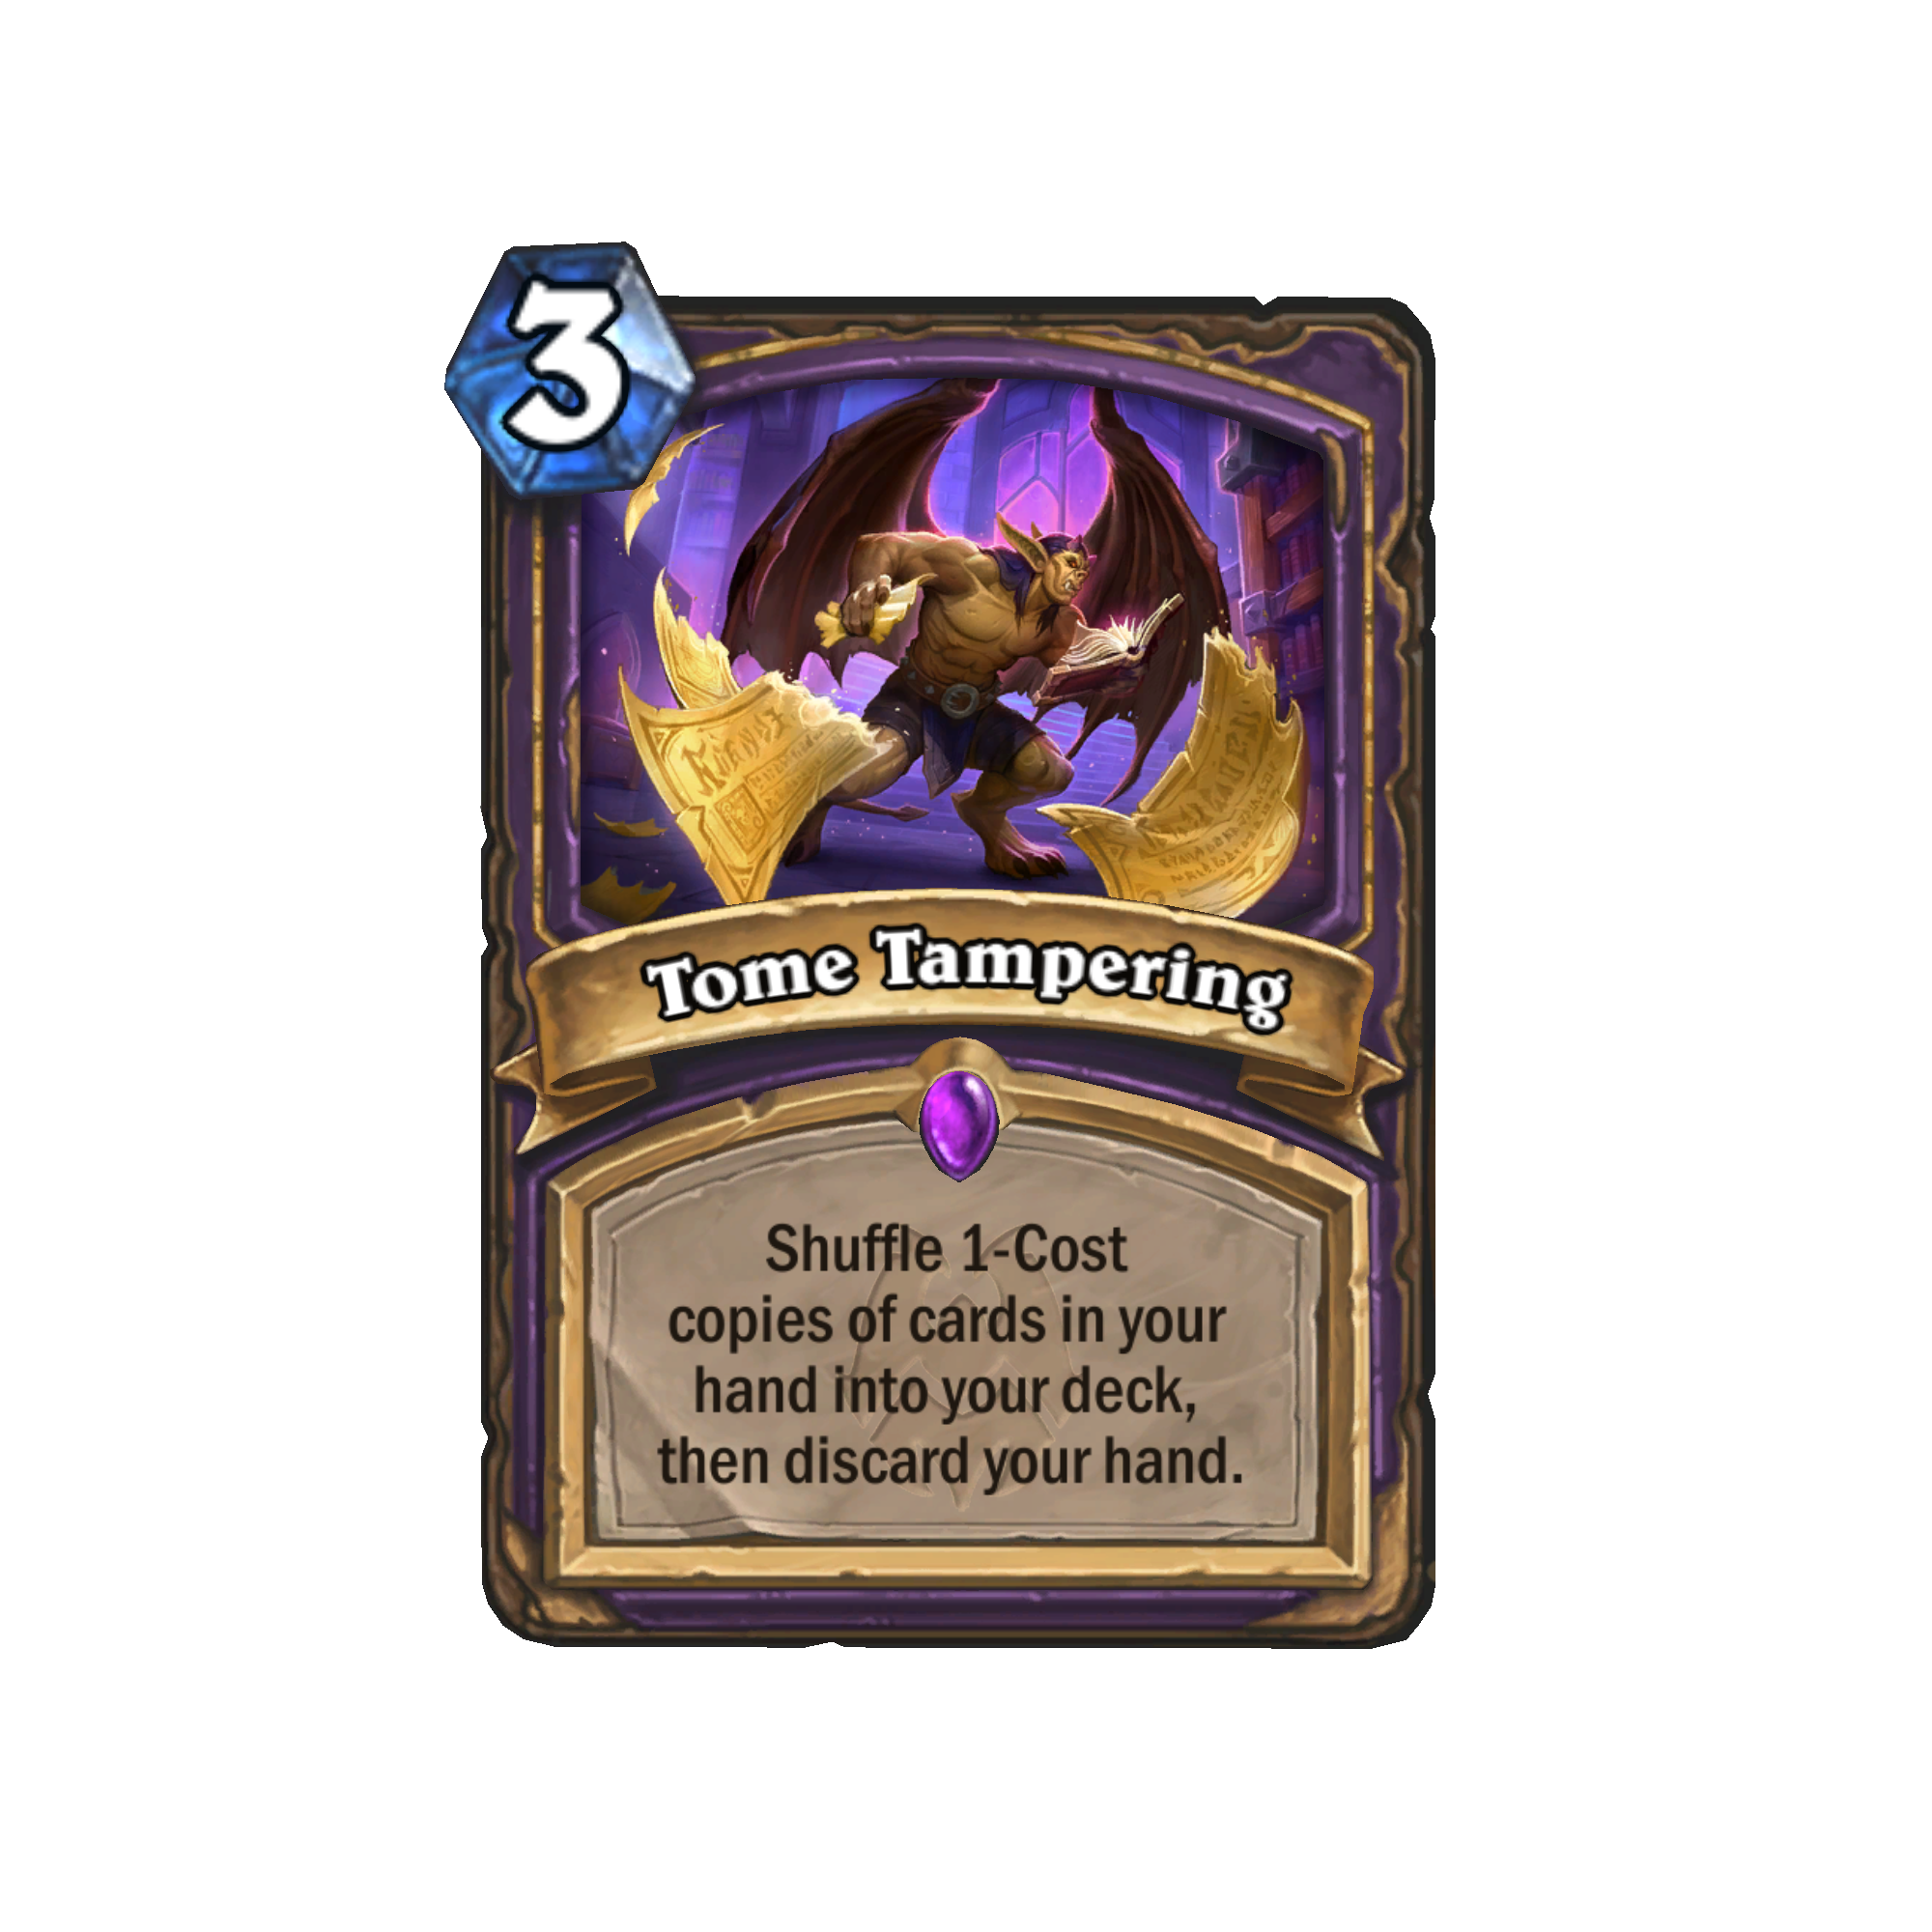 3
Tome Tampering
Shuffle 1-Cost
copies of cards in your
hand into your deck,
then discard your hand.